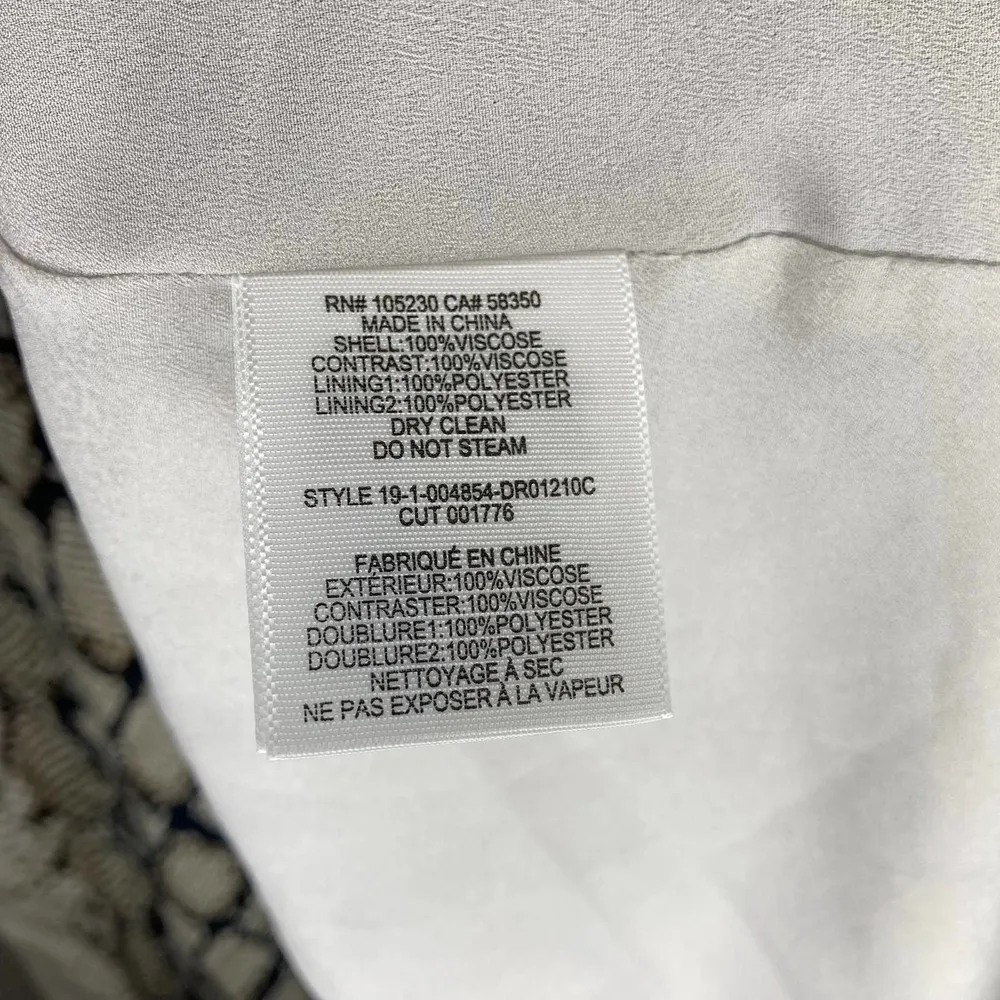 RN# 105230 CA# 58350
MADE IN CHINA
SHELL:100%VISCOSE
CONTRAST:100%VISCOSE
LINING1:100%POLYESTER
LINING2:100%POLYESTER
DRY CLEAN
DO NOT STEAM
STYLE 19-1-004854-DR01210C
CUT 001776
FABRIQUÉ EN CHINE
EXTÉRIEUR:100%VISCOSE
CONTRASTER:100%VISCOSE
DOUBLURE1:100%POLYESTER
DOUBLURE2:100%POLYESTER
NETTOYAGE À SEC
NE PAS EXPOSER À LA VAPEUR